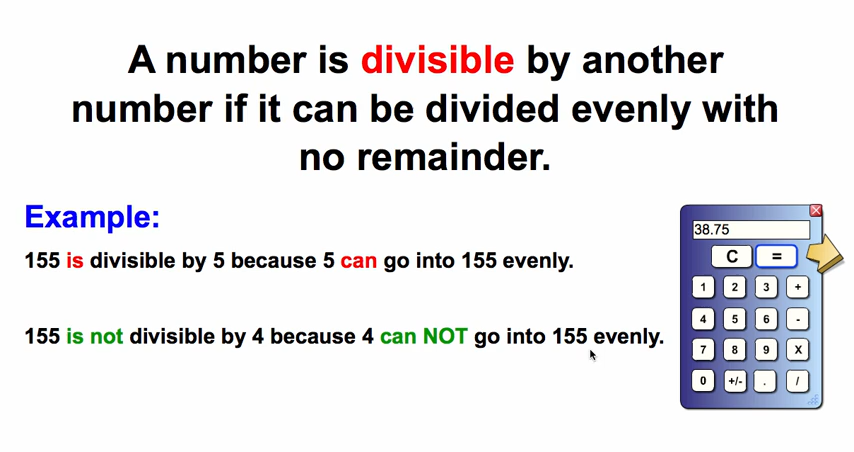 A number is divisible by another
number if it can be divided evenly with
no remainder.
Example:
155 is divisible by 5 because 5 can go into 155 evenly.
155 is not divisible by 4 because 4 can NOT go into 155 evenly.
38.75
C =
1 2 3 +
4 5 6 -
7 8 9 X
0 +/- . /